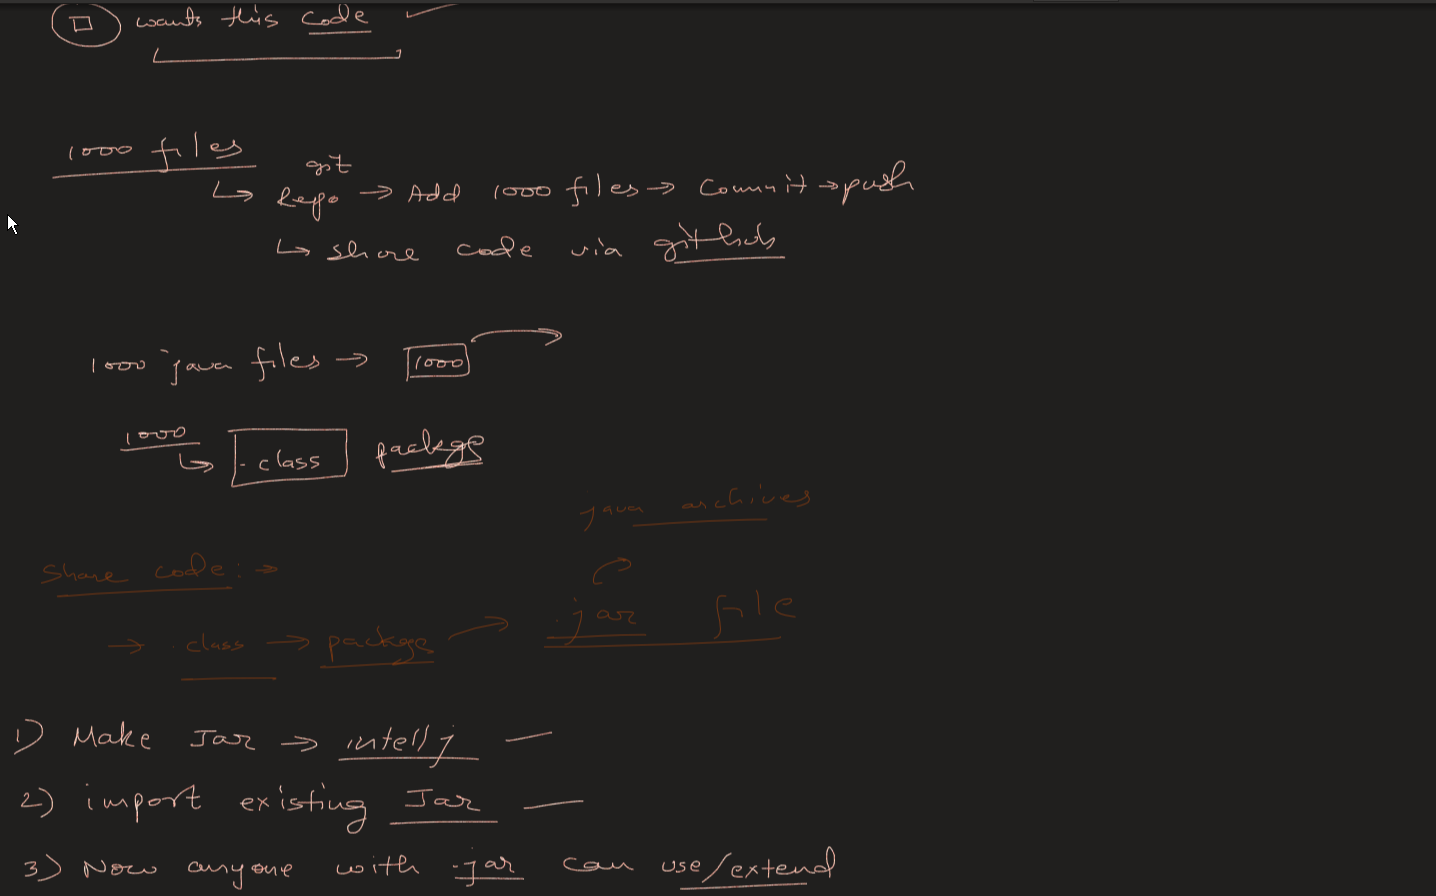 wants this code
1000 files
git
Repo → Add 1000 files → Commit → push
↳ share code via github
1000 java files → 1000
1000
↳ .class package
java archives
Share code: →
→ .class → package → .jar file
1) Make Jar → intellj —
2) import existing Jar —
3) Now anyone with .jar can use/extend